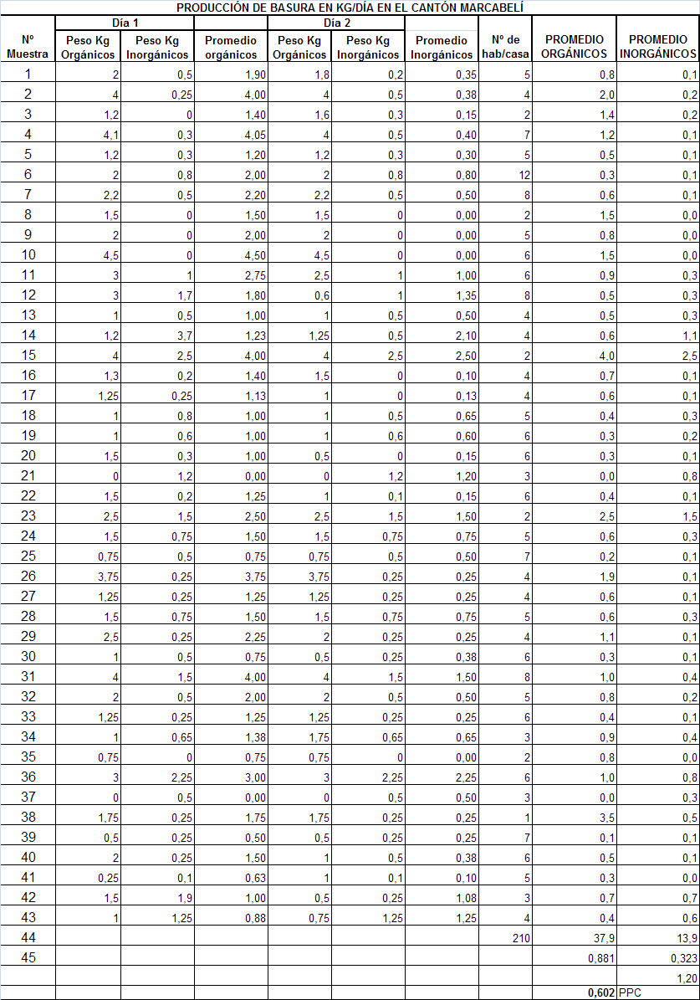 PRODUCCIÓN DE BASURA EN KG/DÍA EN EL CANTÓN MARCABELÍ
Día 1 Día 2
Nº Muestra Peso Kg Orgánicos Peso Kg Inorgánicos Promedio orgánicos Peso Kg Orgánicos Peso Kg Inorgánicos Promedio Inorgánicos Nº de hab/casa PROMEDIO ORGÁNICOS PROMEDIO INORGÁNICOS
1 2 0,5 1,90 1,8 0,2 0,35 5 0,8 0,1
2 4 0,25 4,00 4 0,5 0,38 4 2,0 0,2
3 1,2 0 1,40 1,6 0,3 0,15 2 1,4 0,2
4 4,1 0,3 4,05 4 0,5 0,40 7 1,2 0,1
5 1,2 0,3 1,20 1,2 0,3 0,30 5 0,5 0,1
6 2 0,8 2,00 2 0,8 0,80 12 0,3 0,1
7 2,2 0,5 2,20 2,2 0,5 0,50 8 0,6 0,1
8 1,5 0 1,50 1,5 0 0,00 2 1,5 0,0
9 2 0 2,00 2 0 0,00 5 0,8 0,0
10 4,5 0 4,50 4,5 0 0,00 6 1,5 0,0
11 3 1 2,75 2,5 1 1,00 6 0,9 0,3
12 3 1,7 1,80 0,6 1 1,35 8 0,5 0,3
13 1 0,5 1,00 1 0,5 0,50 4 0,5 0,3
14 1,2 3,7 1,23 1,25 0,5 2,10 4 0,6 1,1
15 4 2,5 4,00 4 2,5 2,50 2 4,0 2,5
16 1,3 0,2 1,40 1,5 0 0,10 4 0,7 0,1
17 1,25 0,25 1,13 1 0 0,13 4 0,6 0,1
18 1 0,8 1,00 1 0,5 0,65 5 0,4 0,3
19 1 0,6 1,00 1 0,6 0,60 6 0,3 0,2
20 1,5 0,3 1,00 0,5 0 0,15 6 0,3 0,1
21 0 1,2 0,00 0 1,2 1,20 3 0,0 0,8
22 1,5 0,2 1,25 1 0,1 0,15 6 0,4 0,1
23 2,5 1,5 2,50 2,5 1,5 1,50 2 2,5 1,5
24 1,5 0,75 1,50 1,5 0,75 0,75 5 0,6 0,3
25 0,75 0,5 0,75 0,75 0,5 0,50 7 0,2 0,1
26 3,75 0,25 3,75 3,75 0,25 0,25 4 1,9 0,1
27 1,25 0,25 1,25 1,25 0,25 0,25 4 0,6 0,1
28 1,5 0,75 1,50 1,5 0,75 0,75 5 0,6 0,3
29 2,5 0,25 2,25 2 0,25 0,25 4 1,1 0,1
30 1 0,5 0,75 0,5 0,25 0,38 6 0,3 0,1
31 4 1,5 4,00 4 1,5 1,50 8 1,0 0,4
32 2 0,5 2,00 2 0,5 0,50 5 0,8 0,2
33 1,25 0,25 1,25 1,25 0,25 0,25 6 0,4 0,1
34 1 0,65 1,38 1,75 0,65 0,65 3 0,9 0,4
35 0,75 0 0,75 0,75 0 0,00 2 0,8 0,0
36 3 2,25 3,00 3 2,25 2,25 6 1,0 0,8
37 0 0,5 0,00 0 0,5 0,50 3 0,0 0,3
38 1,75 0,25 1,75 1,75 0,25 0,25 1 3,5 0,5
39 0,5 0,25 0,50 0,5 0,25 0,25 7 0,1 0,1
40 2 0,25 1,50 1 0,5 0,38 6 0,5 0,1
41 0,25 0,1 0,63 1 0,1 0,10 5 0,3 0,0
42 1,5 1,9 1,00 0,5 0,25 1,08 3 0,7 0,7
43 1 1,25 0,88 0,75 1,25 1,25 4 0,4 0,6
44 210 37,9 13,9
45 0,881 0,323
1,20
0,602 PPC